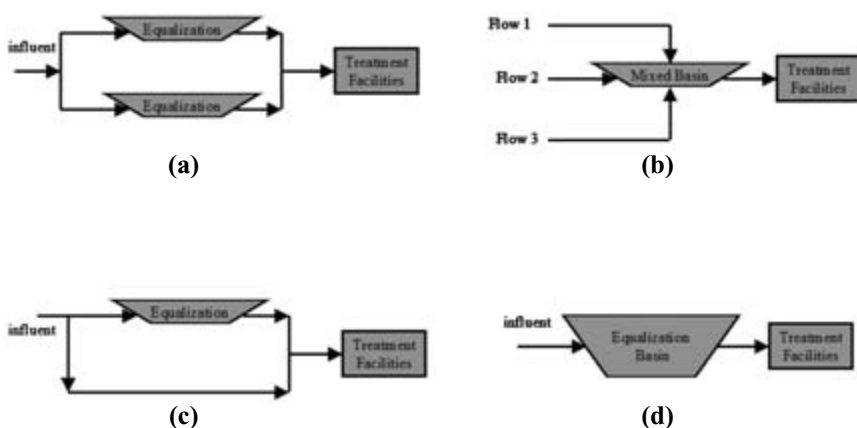 Equalization
influent
Equalization
Treatment
Facilities
(a)
Flow 1
Flow 2
Mixed Basin
Treatment
Facilities
Flow 3
(b)
Equalization
influent
Treatment
Facilities
(c)
influent
Equalization
Basin
Treatment
Facilities
(d)